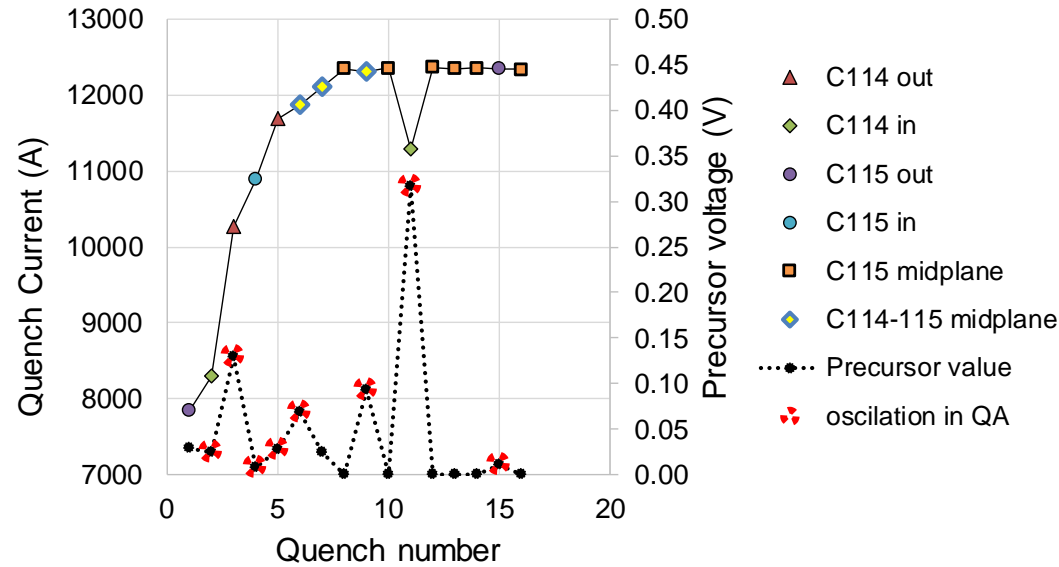 13000
12000
11000
10000
9000
8000
7000
Quench Current (A)
0.50
0.45
0.40
0.35
0.30
0.25
0.20
0.15
0.10
0.05
0.00
Precursor voltage (V)
0
5
10
15
20
Quench number
C114 out
C114 in
C115 out
C115 in
C115 midplane
C114-115 midplane
Precursor value
oscilation in QA